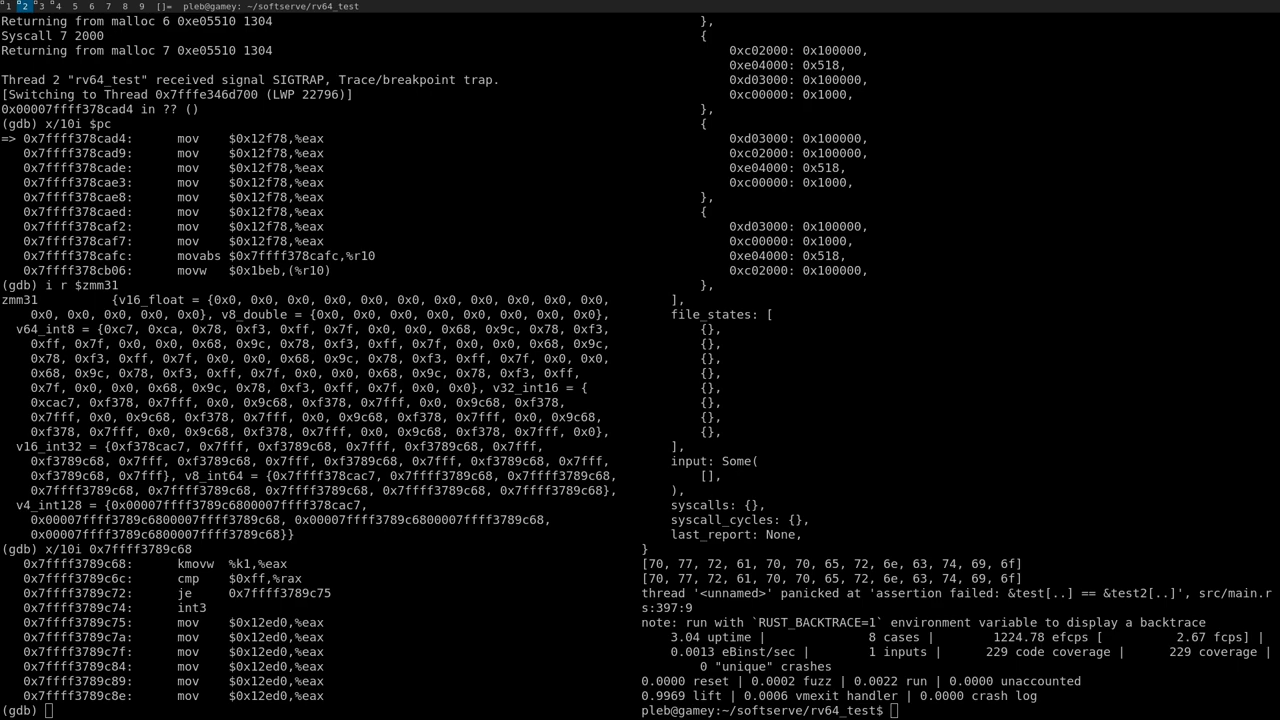 1 2 3 4 5 6 7 8 9 []= pleb@gamey: ~/softserve/rv64_test
Returning from malloc 6 0xe05510 1304
Syscall 7 2000
Returning from malloc 7 0xe05510 1304
Thread 2 "rv64_test" received signal SIGTRAP, Trace/breakpoint trap.
[Switching to Thread 0x7fffe346d700 (LWP 22796)]
0x00007ffff378cad4 in ?? ()
(gdb) x/10i $pc
=> 0x7ffff378cad4: mov $0x12f78,%eax
0x7ffff378cad9: mov $0x12f78,%eax
0x7ffff378cade: mov $0x12f78,%eax
0x7ffff378cae3: mov $0x12f78,%eax
0x7ffff378cae8: mov $0x12f78,%eax
0x7ffff378caed: mov $0x12f78,%eax
0x7ffff378caf2: mov $0x12f78,%eax
0x7ffff378caf7: mov $0x12f78,%eax
0x7ffff378cafc: movabs $0x7ffff378cafc,%r10
0x7ffff378cb06: movw $0x1beb,(%r10)
(gdb) i r $zmm31
zmm31 {v16_float = {0x0, 0x0, 0x0, 0x0, 0x0, 0x0, 0x0, 0x0, 0x0, 0x0, 0x0,
0x0, 0x0, 0x0, 0x0, 0x0}, v8_double = {0x0, 0x0, 0x0, 0x0, 0x0, 0x0, 0x0, 0x0},
v64_int8 = {0xc7, 0xca, 0x78, 0xf3, 0xff, 0x7f, 0x0, 0x0, 0x68, 0x9c, 0x78, 0xf3,
0xff, 0x7f, 0x0, 0x0, 0x68, 0x9c, 0x78, 0xf3, 0xff, 0x7f, 0x0, 0x0, 0x68, 0x9c,
0x78, 0xf3, 0xff, 0x7f, 0x0, 0x0, 0x68, 0x9c, 0x78, 0xf3, 0xff, 0x7f, 0x0, 0x0,
0x68, 0x9c, 0x78, 0xf3, 0xff, 0x7f, 0x0, 0x0, 0x68, 0x9c, 0x78, 0xf3, 0xff,
0x7f, 0x0, 0x0, 0x68, 0x9c, 0x78, 0xf3, 0xff, 0x7f, 0x0, 0x0}, v32_int16 = {
0xcac7, 0xf378, 0x7fff, 0x0, 0x9c68, 0xf378, 0x7fff, 0x0, 0x9c68, 0xf378,
0x7fff, 0x0, 0x9c68, 0xf378, 0x7fff, 0x0, 0x9c68, 0xf378, 0x7fff, 0x0, 0x9c68,
0xf378, 0x7fff, 0x0, 0x9c68, 0xf378, 0x7fff, 0x0, 0x9c68, 0xf378, 0x7fff, 0x0},
v16_int32 = {0xf378cac7, 0x7fff, 0xf3789c68, 0x7fff, 0xf3789c68, 0x7fff,
0xf3789c68, 0x7fff, 0xf3789c68, 0x7fff, 0xf3789c68, 0x7fff, 0xf3789c68, 0x7fff,
0xf3789c68, 0x7fff}, v8_int64 = {0x7ffff378cac7, 0x7ffff3789c68, 0x7ffff3789c68,
0x7ffff3789c68, 0x7ffff3789c68, 0x7ffff3789c68, 0x7ffff3789c68, 0x7ffff3789c68},
v4_int128 = {0x00007ffff3789c6800007ffff378cac7,
0x00007ffff3789c6800007ffff3789c68, 0x00007ffff3789c6800007ffff3789c68,
0x00007ffff3789c6800007ffff3789c68}}
(gdb) x/10i 0x7ffff3789c68
0x7ffff3789c68: kmovw %k1,%eax
0x7ffff3789c6c: cmp $0xff,%rax
0x7ffff3789c72: je 0x7ffff3789c75
0x7ffff3789c74: int3
0x7ffff3789c75: mov $0x12ed0,%eax
0x7ffff3789c7a: mov $0x12ed0,%eax
0x7ffff3789c7f: mov $0x12ed0,%eax
0x7ffff3789c84: mov $0x12ed0,%eax
0x7ffff3789c89: mov $0x12ed0,%eax
0x7ffff3789c8e: mov $0x12ed0,%eax
(gdb)
},
{
0xc02000: 0x100000,
0xe04000: 0x518,
0xd03000: 0x100000,
0xc00000: 0x1000,
},
{
0xd03000: 0x100000,
0xc02000: 0x100000,
0xe04000: 0x518,
0xc00000: 0x1000,
},
{
0xd03000: 0x100000,
0xc00000: 0x1000,
0xe04000: 0x518,
0xc02000: 0x100000,
},
],
file_states: [
{},
{},
{},
{},
{},
{},
{},
{},
],
input: Some(
[],
),
syscalls: {},
syscall_cycles: {},
last_report: None,
}
[70, 77, 72, 61, 70, 70, 65, 72, 6e, 63, 74, 69, 6f]
[70, 77, 72, 61, 70, 70, 65, 72, 6e, 63, 74, 69, 6f]
thread '<unnamed>' panicked at 'assertion failed: &test[..] == &test2[..]', src/main.r
s:397:9
note: run with `RUST_BACKTRACE=1` environment variable to display a backtrace
3.04 uptime | 8 cases | 1224.78 efcps [ 2.67 fcps] |
0.0013 eBinst/sec | 1 inputs | 229 code coverage | 229 coverage |
0 "unique" crashes
0.0000 reset | 0.0002 fuzz | 0.0022 run | 0.0000 unaccounted
0.9969 lift | 0.0006 vmexit handler | 0.0000 crash log
pleb@gamey:~/softserve/rv64_test$